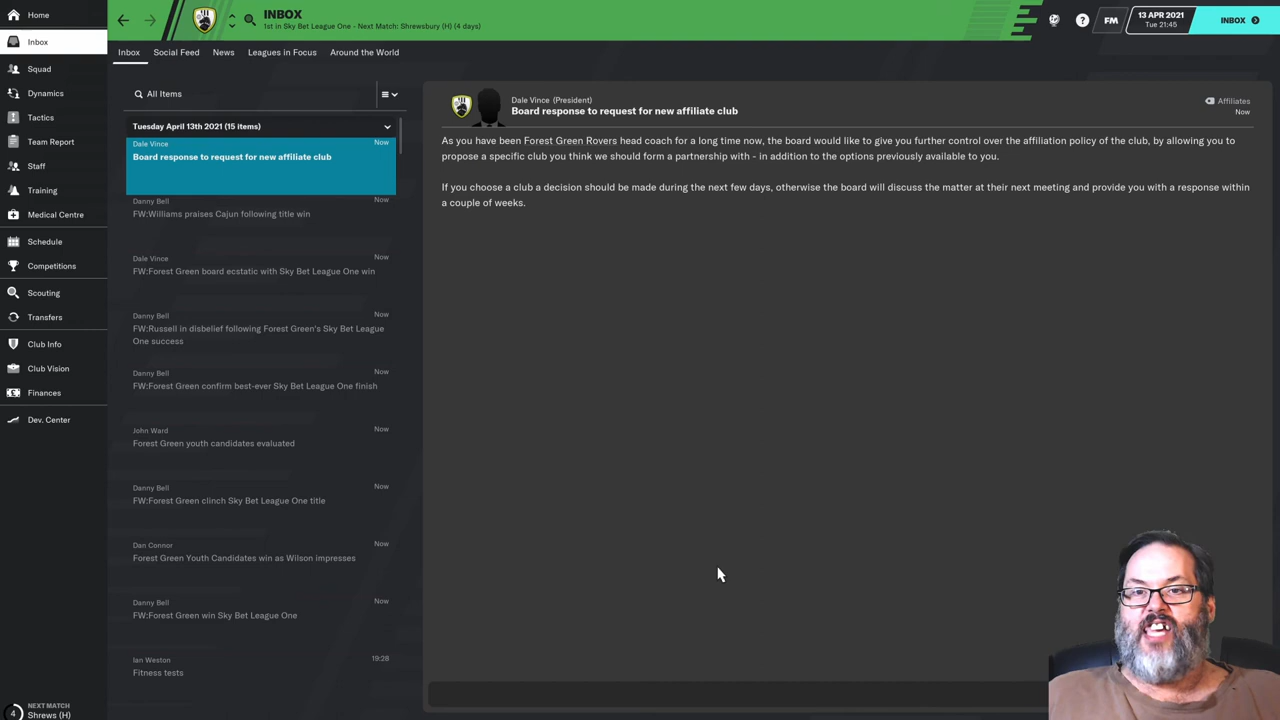 Home
INBOX
1st in Sky Bet League One - Next Match: Shrewsbury (H) (4 days)
?
FM
13 APR 2021
Tue 21:45
INBOX
Inbox
Squad
Dynamics
Tactics
Team Report
Staff
Training
Medical Centre
Schedule
Competitions
Scouting
Transfers
Club Info
Club Vision
Finances
Dev. Center
4
NEXT MATCH
Shrews (H)
Inbox
Social Feed
News
Leagues in Focus
Around the World
All Items
Tuesday April 13th 2021 (15 items)
Dale Vince
Now
Board response to request for new affiliate club
Danny Bell
Now
FW:Williams praises Cajun following title win
Dale Vince
Now
FW:Forest Green board ecstatic with Sky Bet League One win
Danny Bell
Now
FW:Russell in disbelief following Forest Green's Sky Bet League
One success
Danny Bell
Now
FW:Forest Green confirm best-ever Sky Bet League One finish
John Ward
Now
Forest Green youth candidates evaluated
Danny Bell
Now
FW:Forest Green clinch Sky Bet League One title
Dan Connor
Now
Forest Green Youth Candidates win as Wilson impresses
Danny Bell
Now
FW:Forest Green win Sky Bet League One
Ian Weston
19:28
Fitness tests
Dale Vince (President)
Board response to request for new affiliate club
Affiliates
Now
As you have been Forest Green Rovers head coach for a long time now, the board would like to give you further control over the affiliation policy of the club, by allowing you to
propose a specific club you think we should form a partnership with - in addition to the options previously available to you.
If you choose a club a decision should be made during the next few days, otherwise the board will discuss the matter at their next meeting and provide you with a response within
a couple of weeks.